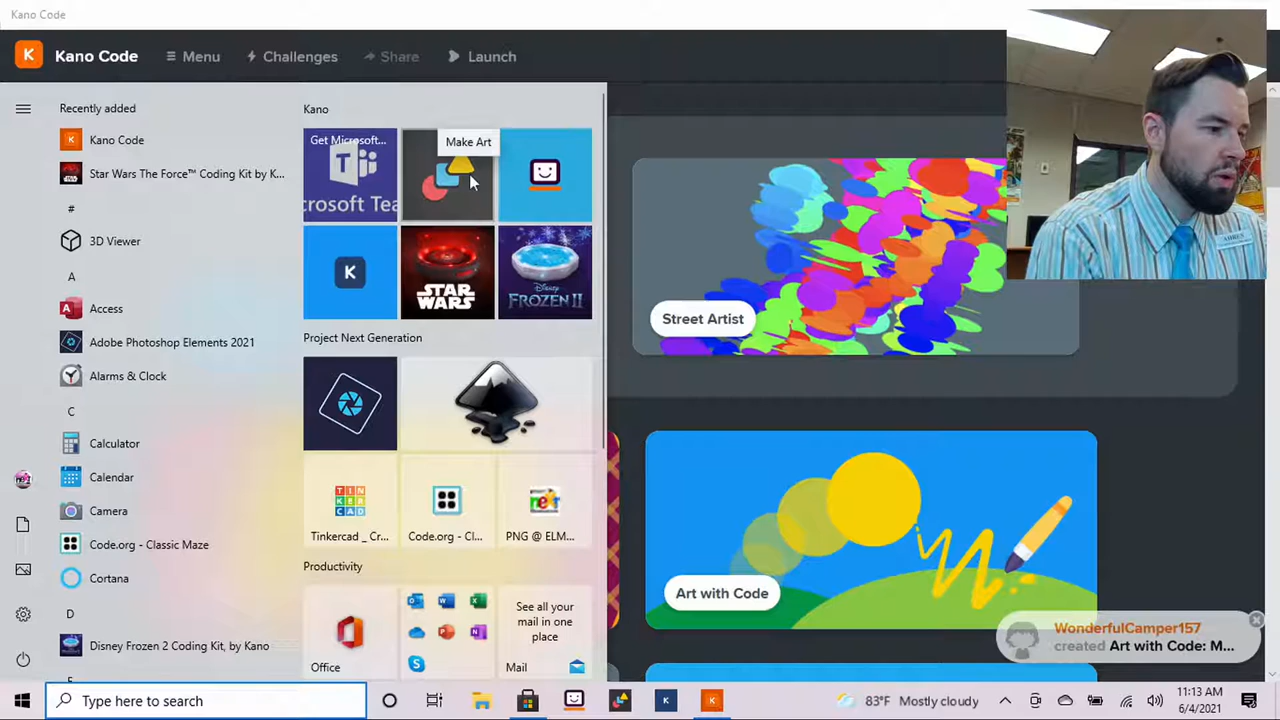 Kano Code
K Kano Code Menu Challenges Share Launch
Recently added
Kano Code
Star Wars The Force™ Coding Kit by K...
#
3D Viewer
A
Access
Adobe Photoshop Elements 2021
Alarms & Clock
C
Calculator
Calendar
Camera
Code.org - Classic Maze
Cortana
D
Disney Frozen 2 Coding Kit, by Kano
Kano
Get Microsoft...
crosoft Tea
Make Art
K
STAR WARS
Disney FROZEN II
Project Next Generation
TINKERCAD
Tinkercad _ Cr...
Code.org - Cl...
PNG @ ELM...
Productivity
Office
See all your mail in one place
Mail
Street Artist
Art with Code
WonderfulCamper157
created Art with Code: M...
Type here to search
K
K
83°F Mostly cloudy
11:13 AM
6/4/2021